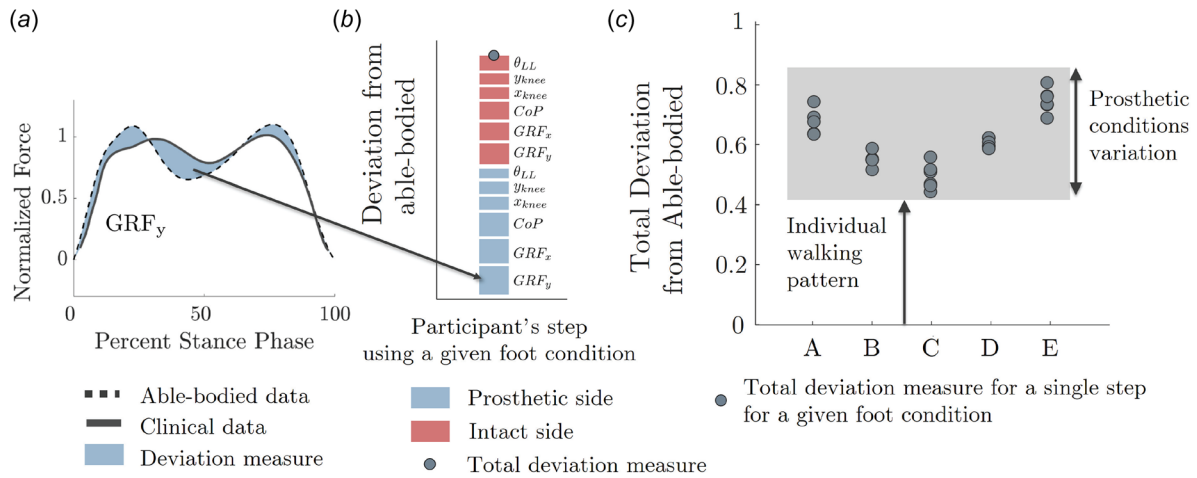 (a)
Normalized Force
1
0.5
0
GRFy
0
50
100
Percent Stance Phase
Able-bodied data
Clinical data
Deviation measure
(b)
Deviation from
able-bodied
θLL
yknee
xknee
CoP
GRFx
GRFy
θLL
yknee
xknee
CoP
GRFx
GRFy
Participant's step
using a given foot condition
Prosthetic side
Intact side
Total deviation measure
(c)
Total Deviation
from Able-bodied
1
0.8
0.6
0.4
0.2
0
Prosthetic
conditions
variation
Individual
walking
pattern
A
B
C
D
E
Total deviation measure for a single step
for a given foot condition